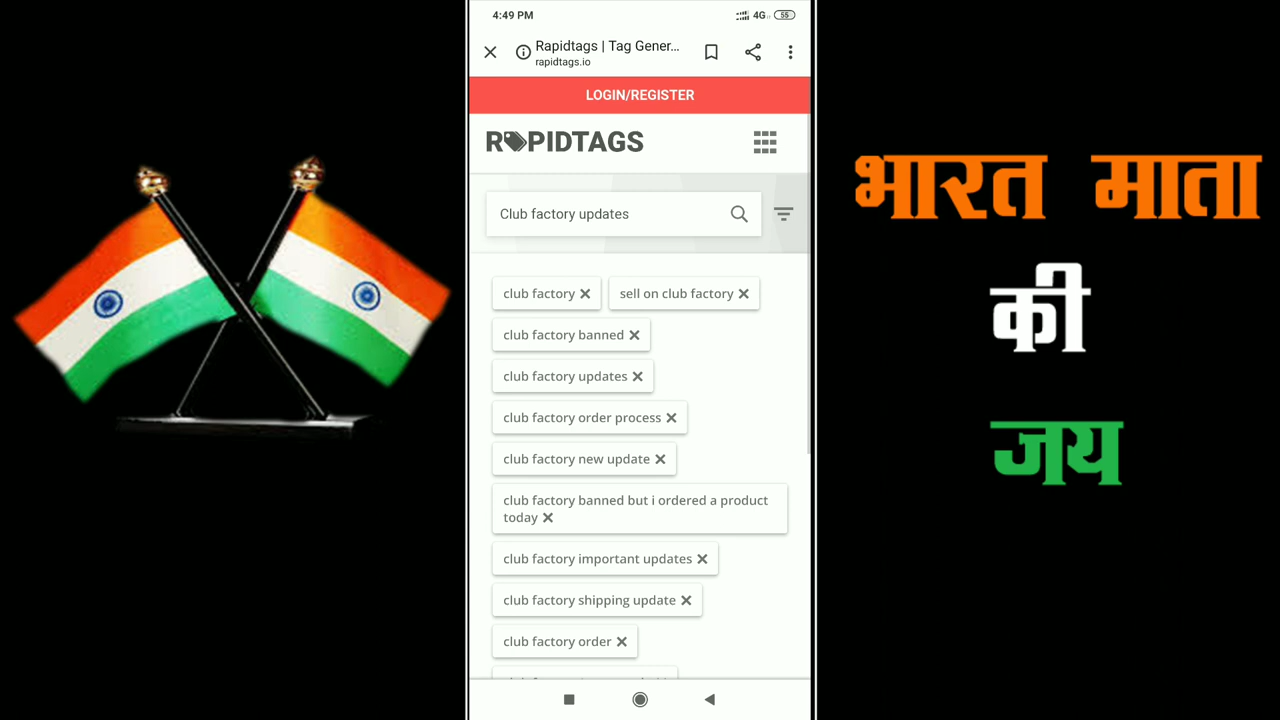 4:49 PM
4G
55
Rapidtags | Tag Gener...
rapidtags.io
LOGIN/REGISTER
RAPIDTAGS
Club factory updates
club factory
sell on club factory
club factory banned
club factory updates
club factory order process
club factory new update
club factory banned but i ordered a product
today
club factory important updates
club factory shipping update
club factory order
भारत माता
की
जय